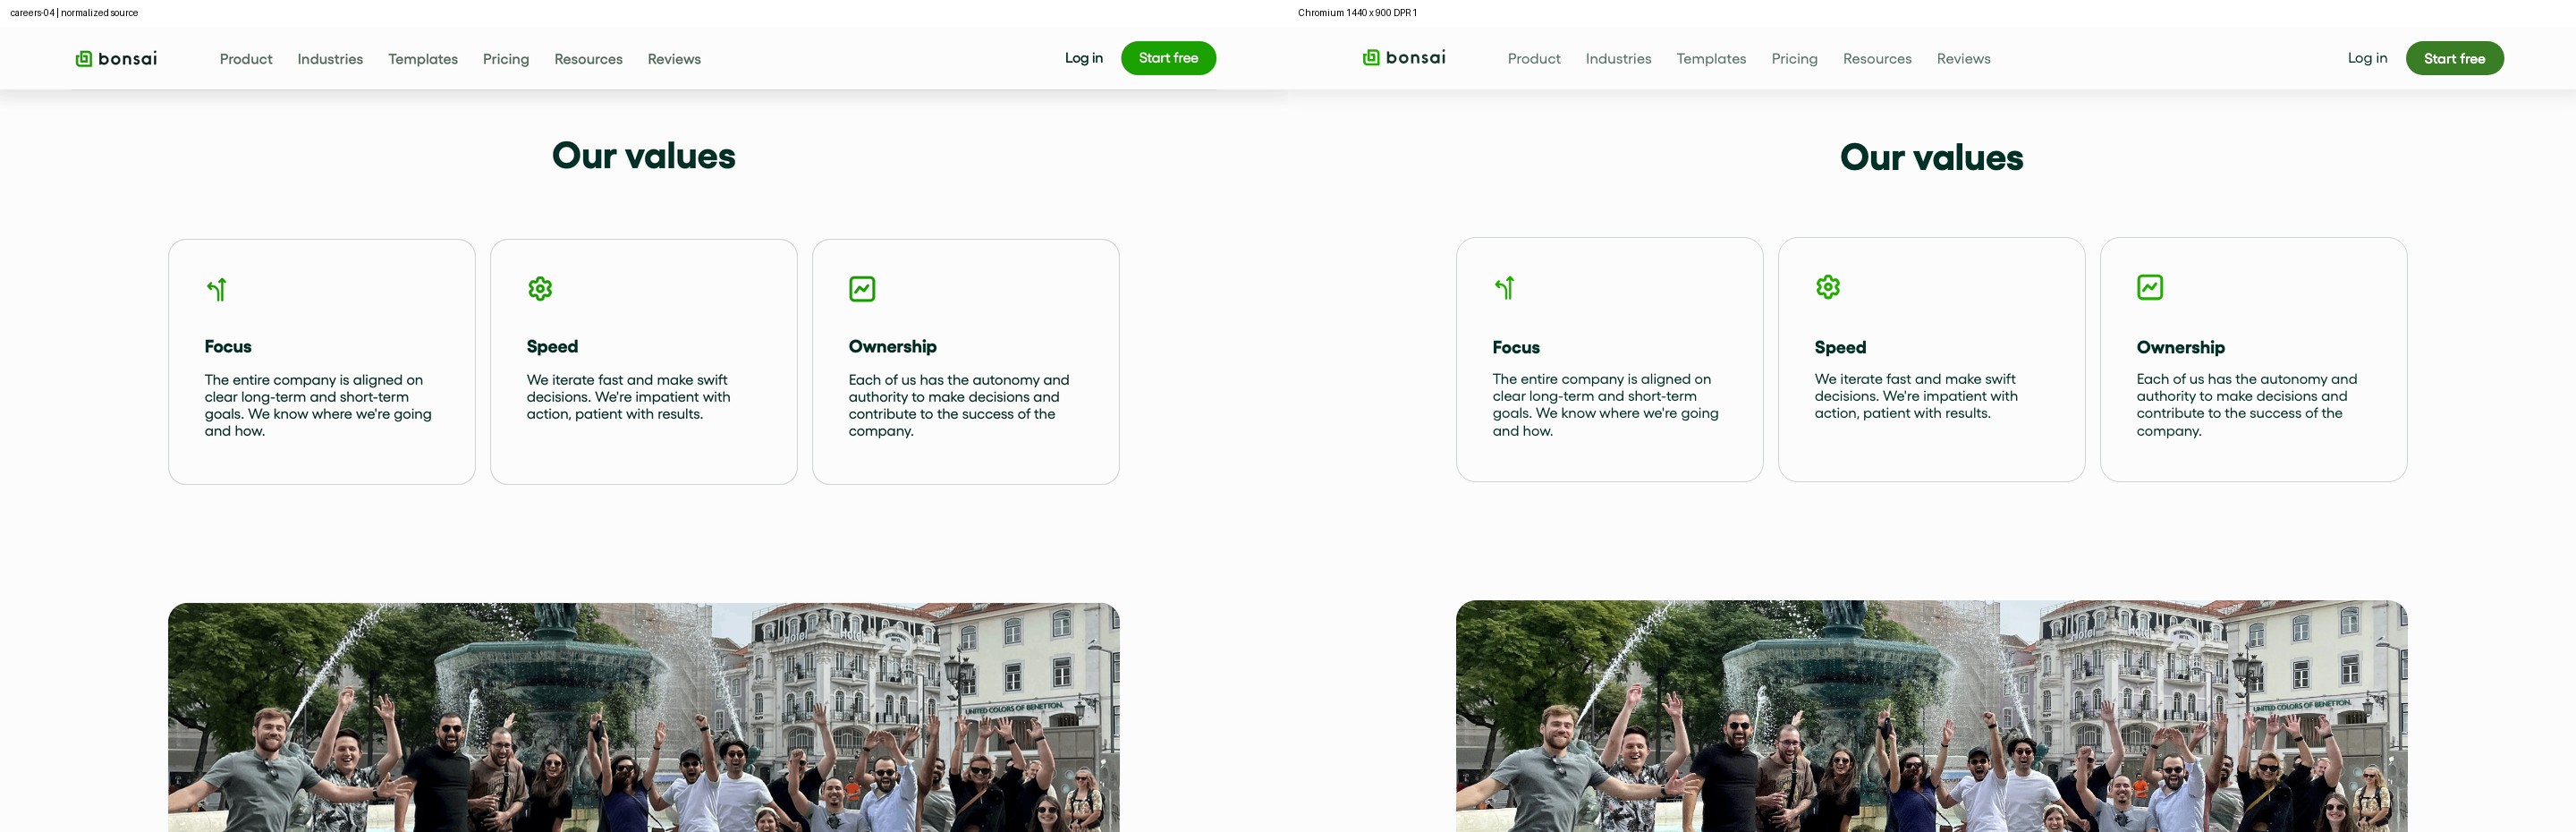 careers-04 | normalized source
Chromium 1440 x 900 DPR 1
bonsai Product Industries Templates Pricing Resources Reviews Log in Start free
Our values
Focus
The entire company is aligned on
clear long-term and short-term
goals. We know where we're going
and how.
Speed
We iterate fast and make swift
decisions. We're impatient with
action, patient with results.
Ownership
Each of us has the autonomy and
authority to make decisions and
contribute to the success of the
company.
Hotel Hotel
UNITED COLORS OF BENETTON.
bonsai Product Industries Templates Pricing Resources Reviews Log in Start free
Our values
Focus
The entire company is aligned on
clear long-term and short-term
goals. We know where we're going
and how.
Speed
We iterate fast and make swift
decisions. We're impatient with
action, patient with results.
Ownership
Each of us has the autonomy and
authority to make decisions and
contribute to the success of the
company.
Hotel Hotel
UNITED COLORS OF BENETTON.